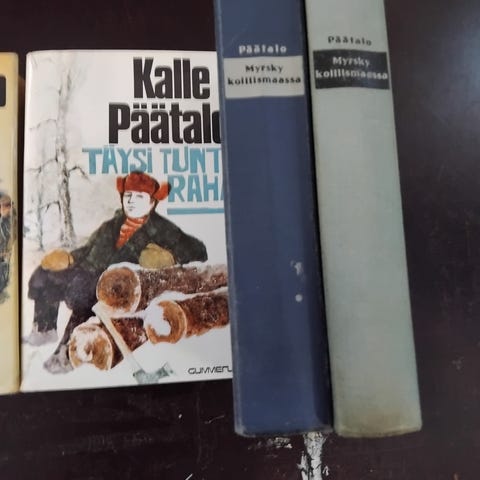 Kalle
Päätalo
TÄYSI TUNT
RAHA
GUMMERU
Päätalo
Myrsky
koillismaassa
Päätalo
Myrsky
koillismaassa